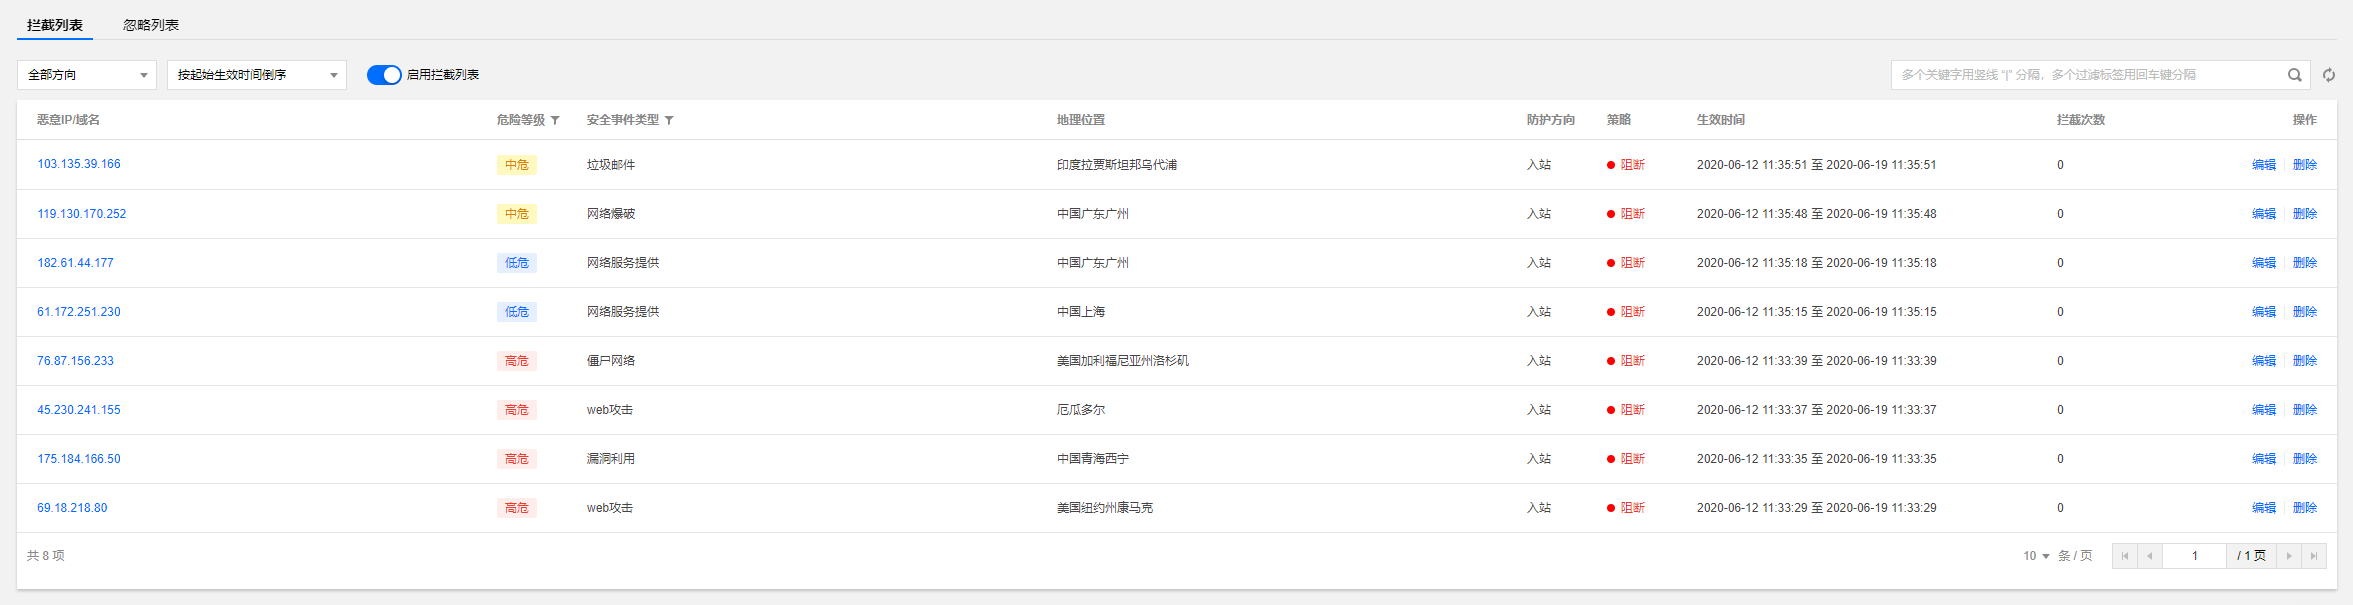 拦截列表 忽略列表
全部方向 按起始生效时间倒序 启用拦截列表 多个关键字用竖线 "|" 分隔，多个过滤标签用回车键分隔
恶意IP/域名 危险等级 安全事件类型 地理位置 防护方向 策略 生效时间 拦截次数 操作
103.135.39.166 中危 垃圾邮件 印度拉贾斯坦邦乌代浦 入站 阻断 2020-06-12 11:35:51 至 2020-06-19 11:35:51 0 编辑 删除
119.130.170.252 中危 网络爆破 中国广东广州 入站 阻断 2020-06-12 11:35:48 至 2020-06-19 11:35:48 0 编辑 删除
182.61.44.177 低危 网络服务提供 中国广东广州 入站 阻断 2020-06-12 11:35:18 至 2020-06-19 11:35:18 0 编辑 删除
61.172.251.230 低危 网络服务提供 中国上海 入站 阻断 2020-06-12 11:35:15 至 2020-06-19 11:35:15 0 编辑 删除
76.87.156.233 高危 僵尸网络 美国加利福尼亚州洛杉矶 入站 阻断 2020-06-12 11:33:39 至 2020-06-19 11:33:39 0 编辑 删除
45.230.241.155 高危 web攻击 厄瓜多尔 入站 阻断 2020-06-12 11:33:37 至 2020-06-19 11:33:37 0 编辑 删除
175.184.166.50 高危 漏洞利用 中国青海西宁 入站 阻断 2020-06-12 11:33:35 至 2020-06-19 11:33:35 0 编辑 删除
69.18.218.80 高危 web攻击 美国纽约州康马克 入站 阻断 2020-06-12 11:33:29 至 2020-06-19 11:33:29 0 编辑 删除
共 8 项 10 条 / 页 1 / 1 页